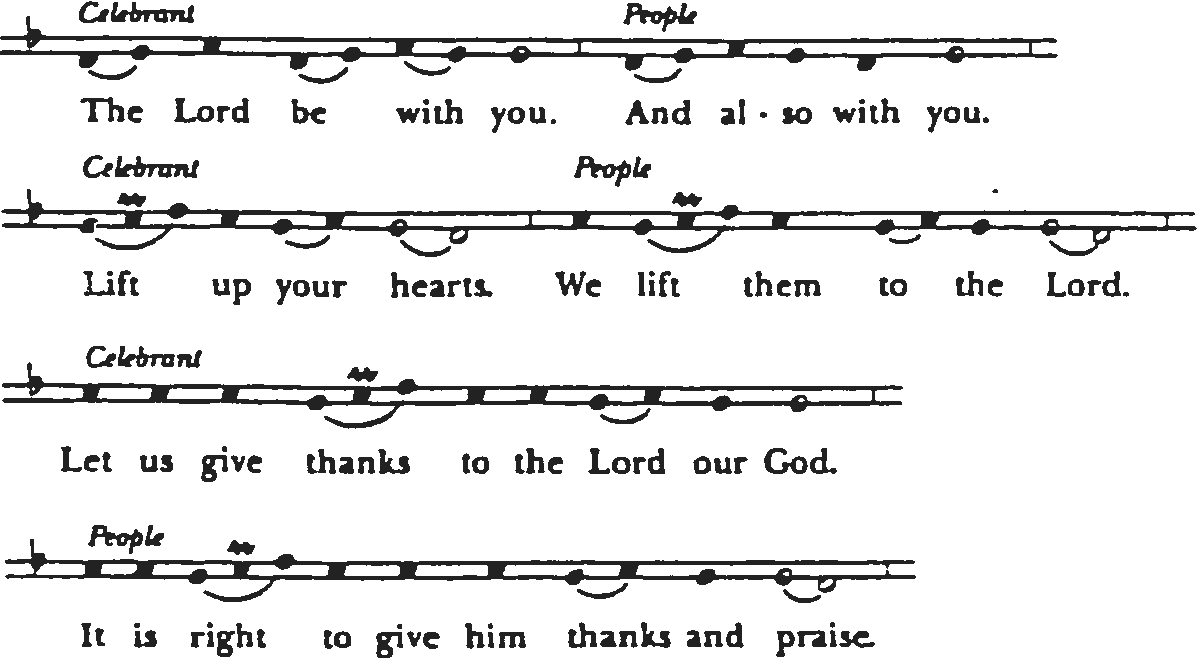 Celebrant People
The Lord be with you. And al - so with you.
Celebrant People
Lift up your hearts. We lift them to the Lord.
Celebrant
Let us give thanks to the Lord our God.
People
It is right to give him thanks and praise.